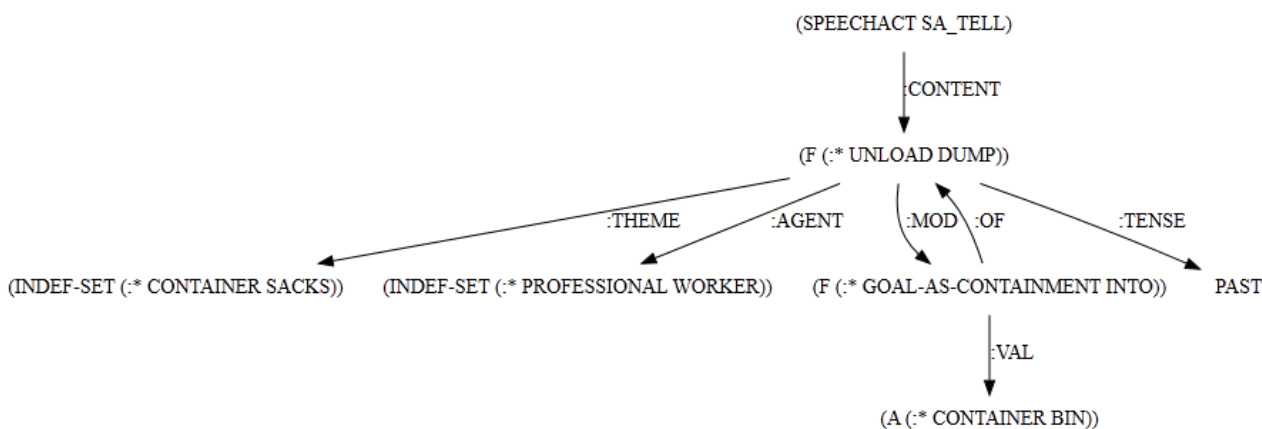 (SPEECHACT SA_TELL)
:CONTENT
(F (:* UNLOAD DUMP))
:THEME :AGENT :MOD :OF :TENSE
(INDEF-SET (:* CONTAINER SACKS)) (INDEF-SET (:* PROFESSIONAL WORKER)) (F (:* GOAL-AS-CONTAINMENT INTO)) PAST
:VAL
(A (:* CONTAINER BIN))